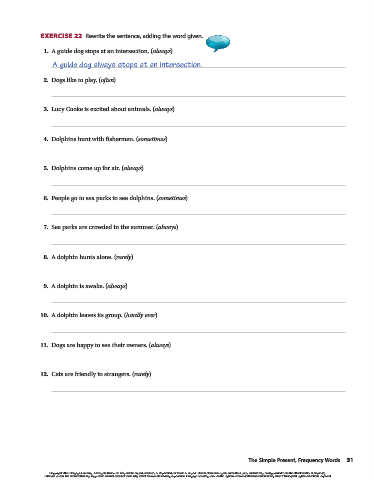 EXERCISE 22 Rewrite the sentence, adding the word given.
1. A guide dog stops at an intersection. (always)
A guide dog always stops at an intersection.
2. Dogs like to play. (often)
3. Lucy Cooke is excited about animals. (always)
4. Dolphins hunt with fishermen. (sometimes)
5. Dolphins come up for air. (always)
6. People go to sea parks to see dolphins. (sometimes)
7. Sea parks are crowded in the summer. (always)
8. A dolphin hunts alone. (rarely)
9. A dolphin is awake. (always)
10. A dolphin leaves its group. (hardly ever)
11. Dogs are happy to see their owners. (always)
12. Cats are friendly to strangers. (rarely)
The Simple Present, Frequency Words 31